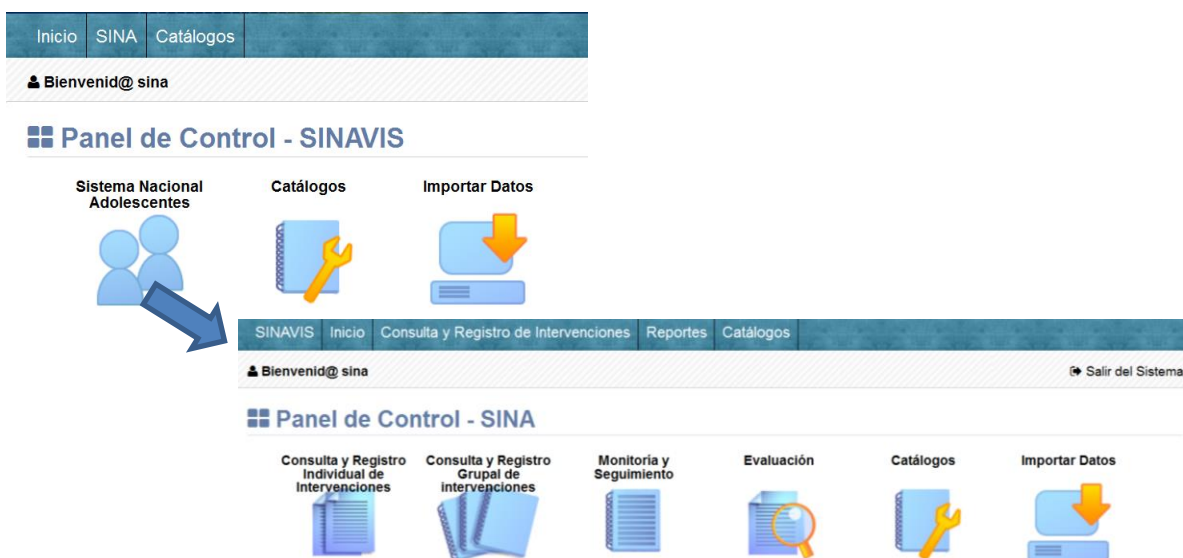 Inicio SINA Catálogos
Bienvenid@ sina
Panel de Control - SINAVIS
Sistema Nacional
Adolescentes
Catálogos
Importar Datos
SINAVIS Inicio Consulta y Registro de Intervenciones Reportes Catálogos
Bienvenid@ sina
Salir del Sistema
Panel de Control - SINA
Consulta y Registro
Individual de
Intervenciones
Consulta y Registro
Grupal de
intervenciones
Monitoría y
Seguimiento
Evaluación
Catálogos
Importar Datos